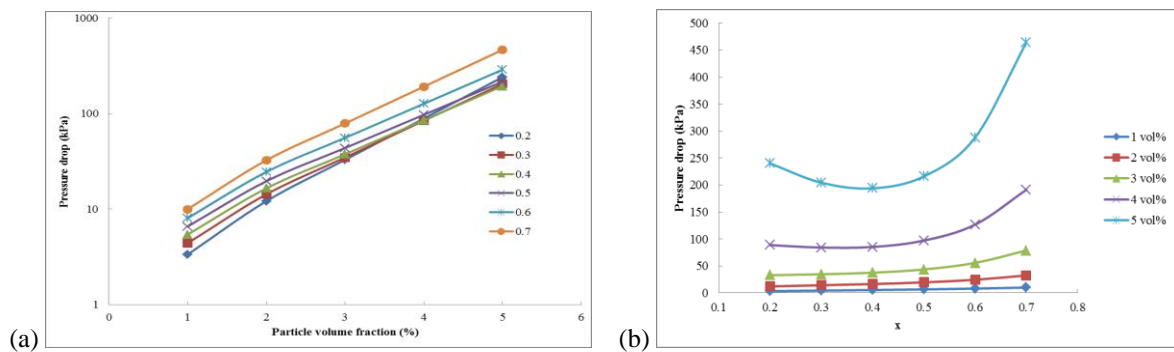 1000
100
10
1
Pressure drop (kPa)
0 1 2 3 4 5 6
Particle volume fraction (%)
0.2
0.3
0.4
0.5
0.6
0.7
(a)
500
450
400
350
300
250
200
150
100
50
0
Pressure drop (kPa)
0.1 0.2 0.3 0.4 0.5 0.6 0.7 0.8
x
1 vol%
2 vol%
3 vol%
4 vol%
5 vol%
(b)